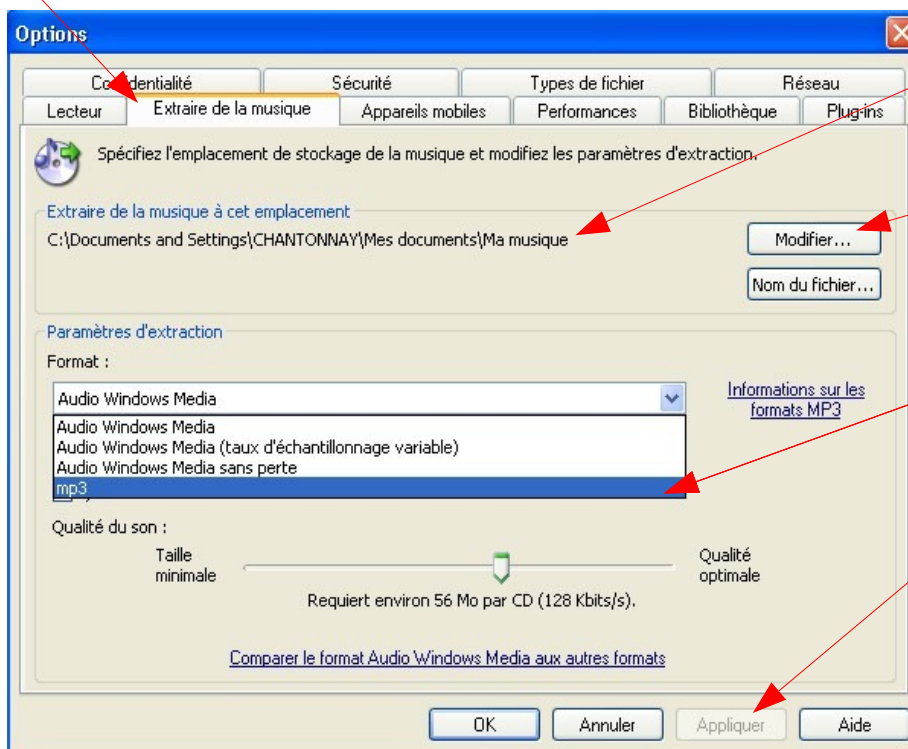 Options
Confidentialité Sécurité Types de fichier Réseau
Lecteur Extraire de la musique Appareils mobiles Performances Bibliothèque Plug-ins
Spécifiez l'emplacement de stockage de la musique et modifiez les paramètres d'extraction.
Extraire de la musique à cet emplacement
C:\Documents and Settings\CHANTONNAY\Mes documents\Ma musique
Modifier...
Nom du fichier...
Paramètres d'extraction
Format :
Audio Windows Media
Informations sur les
formats MP3
Audio Windows Media
Audio Windows Media (taux d'échantillonnage variable)
Audio Windows Media sans perte
mp3
Qualité du son :
Taille
minimale
Qualité
optimale
Requiert environ 56 Mo par CD (128 Kbits/s).
Comparer le format Audio Windows Media aux autres formats
OK Annuler Appliquer Aide